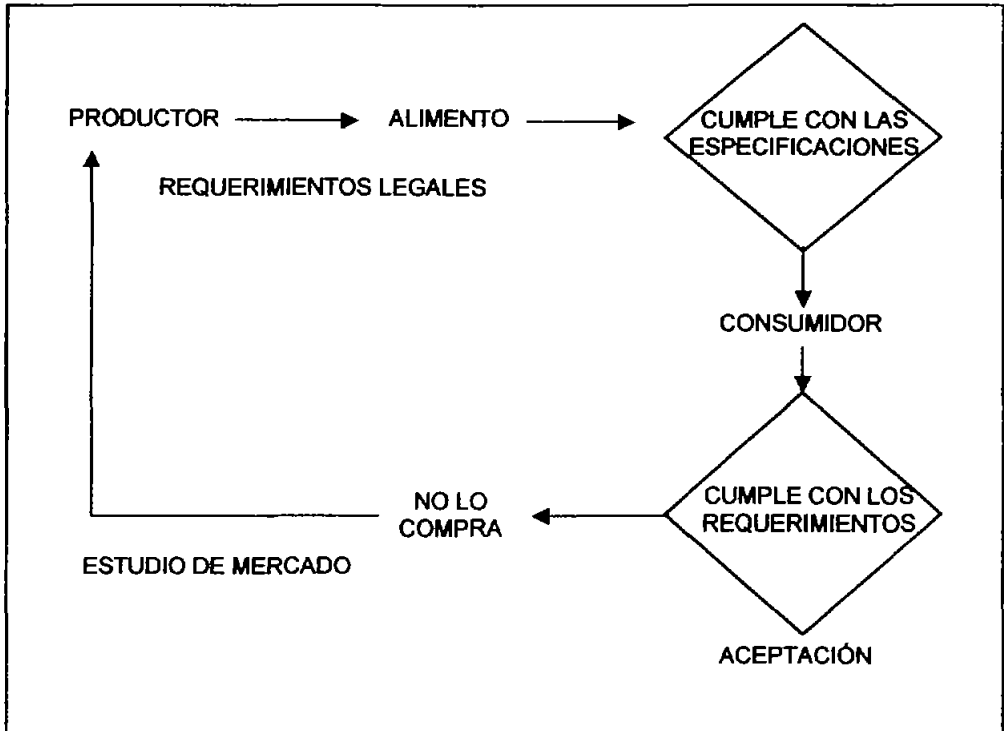 PRODUCTOR
ALIMENTO
CUMPLE CON LAS
ESPECIFICACIONES
REQUERIMIENTOS LEGALES
CONSUMIDOR
CUMPLE CON LOS
REQUERIMIENTOS
NO LO
COMPRA
ESTUDIO DE MERCADO
ACEPTACIÓN